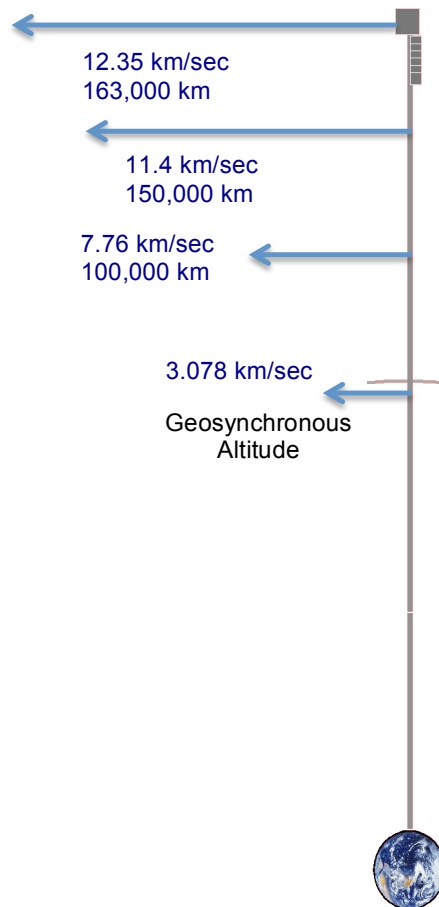 12.35 km/sec
163,000 km
11.4 km/sec
150,000 km
7.76 km/sec
100,000 km
3.078 km/sec
Geosynchronous
Altitude